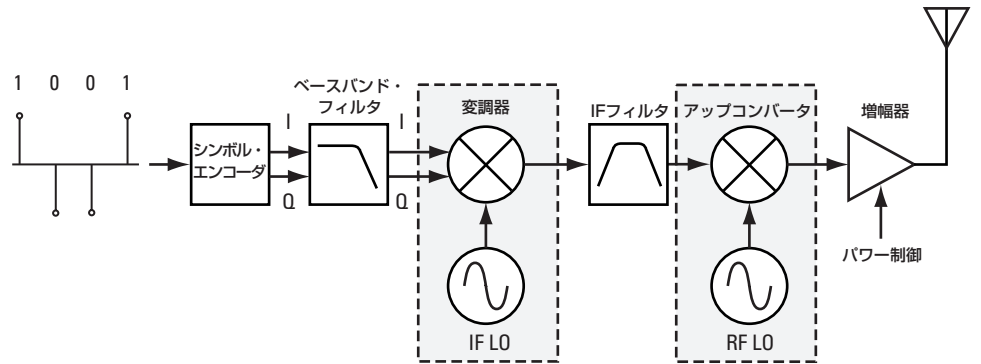 1 0 0 1
シンボル・
エンコーダ
I
Q
ベースバンド・
フィルタ
I
Q
変調器
IF LO
IFフィルタ
アップコンバータ
RF LO
増幅器
パワー制御